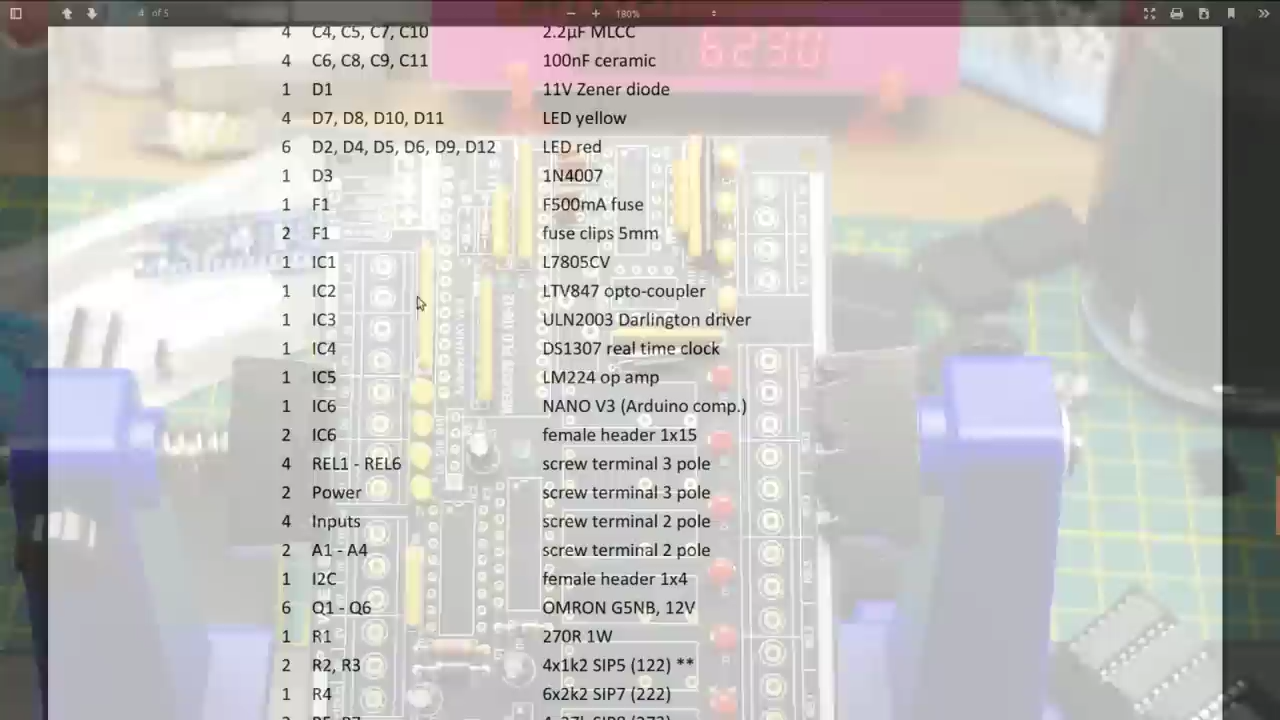 4 of 5
180%
6230
4 C4, C5, C7, C10 2.2µF MLCC
4 C6, C8, C9, C11 100nF ceramic
1 D1 11V Zener diode
4 D7, D8, D10, D11 LED yellow
6 D2, D4, D5, D6, D9, D12 LED red
1 D3 1N4007
1 F1 F500mA fuse
2 F1 fuse clips 5mm
1 IC1 L7805CV
1 IC2 LTV847 opto-coupler
1 IC3 ULN2003 Darlington driver
1 IC4 DS1307 real time clock
1 IC5 LM224 op amp
1 IC6 NANO V3 (Arduino comp.)
2 IC6 female header 1x15
4 REL1 - REL6 screw terminal 3 pole
2 Power screw terminal 3 pole
4 Inputs screw terminal 2 pole
2 A1 - A4 screw terminal 2 pole
1 I2C female header 1x4
6 Q1 - Q6 OMRON G5NB, 12V
1 R1 270R 1W
2 R2, R3 4x1k2 SIP5 (122) **
1 R4 6x2k2 SIP7 (222)